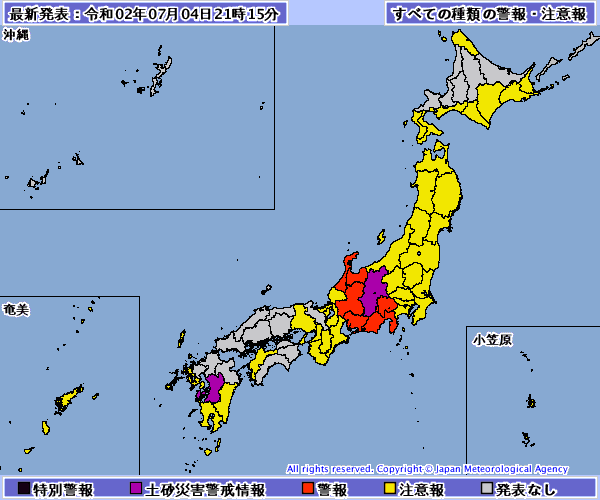 最新発表：令和02年07月04日21時15分
すべての種類の警報・注意報
沖縄
奄美
小笠原
All rights reserved. Copyright © Japan Meteorological Agency
特別警報 土砂災害警戒情報 警報 注意報 発表なし